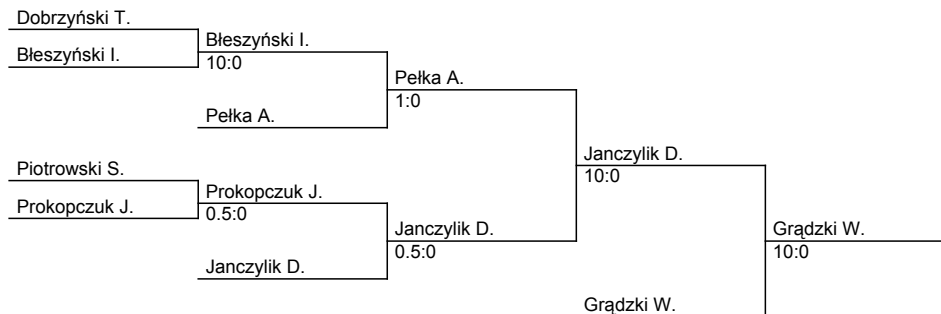 Dobrzyński T.
Błeszyński I.
Błeszyński I.
10:0
Pełka A.
Pełka A.
1:0
Piotrowski S.
Prokopczuk J.
Prokopczuk J.
0.5:0
Janczylik D.
Janczylik D.
0.5:0
Janczylik D.
10:0
Grądzki W.
Grądzki W.
10:0